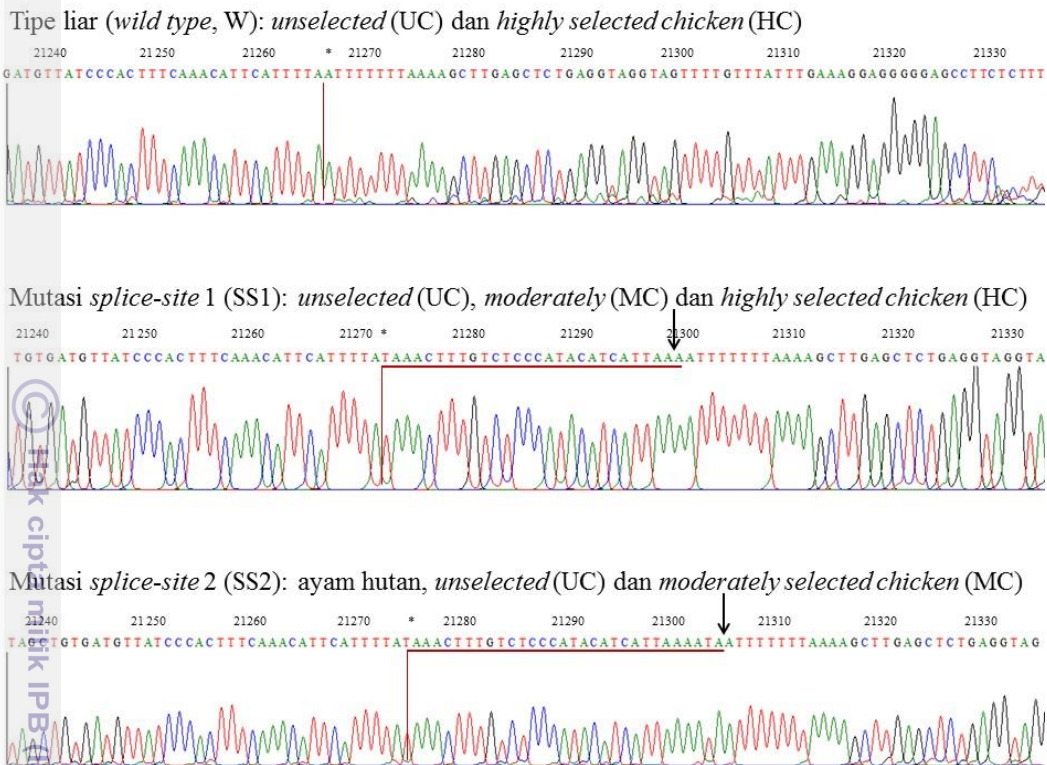 Tipe liar (wild type, W): unselected (UC) dan highly selected chicken (HC)
21240 21250 21260 * 21270 21280 21290 21300 21310 21320 21330
GATGTTATCCCACTTTCAAACATTCATTTTAATTTTTTTAAAAGCTTGAGCTCTGAGGTAGGTAGTTTTGTTTATTTGAAAGGAGGGGGAGCCTTCTCTTT
Mutasi splice-site 1 (SS1): unselected (UC), moderately (MC) dan highly selected chicken (HC)
21240 21250 21260 21270 * 21280 21290 21300 21310 21320 21330
TGTGATGTTATCCCACTTTCAAACATTCATTTTATAAACTTTGTCTCCCATACATCATTAAAATTTTTTTAAAAGCTTGAGCTCTGAGGTAGGTA
Mutasi splice-site 2 (SS2): ayam hutan, unselected (UC) dan moderately selected chicken (MC)
21240 21250 21260 21270 * 21280 21290 21300 21310 21320 21330
TAGCTGTGATGTTATCCCACTTTCAAACATTCATTTTATAAACTTTGTCTCCCATACATCATTAAAATAATTTTTTTAAAAGCTTGAGCTCTGAGGTAG
© Hak cipta milik IPB